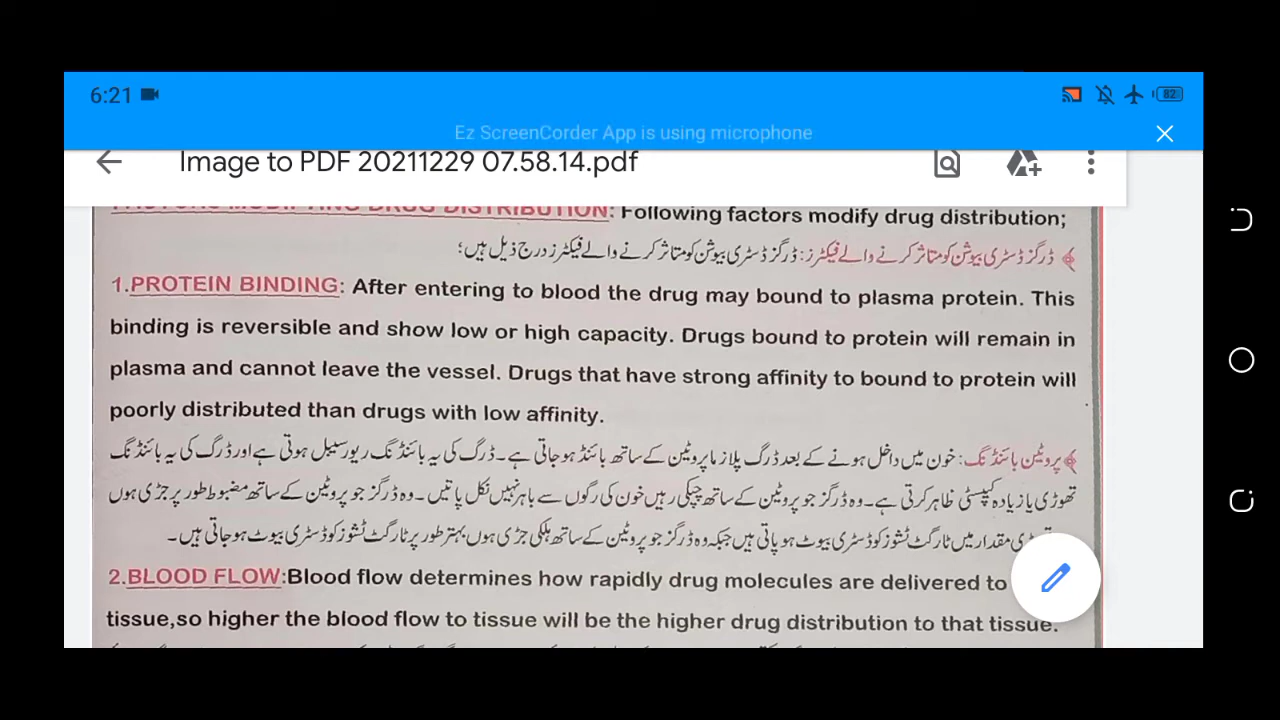 6:21
82
Ez ScreenCorder App is using microphone
Image to PDF 20211229 07.58.14.pdf
FACTORS MODIFYING DRUG DISTRIBUTION: Following factors modify drug distribution;
ڈرگز ڈسٹری بیوشن کو متاثر کرنے والے فیکٹرز: ڈرگز ڈسٹری بیوشن کو متاثر کرنے والے فیکٹرز درج ذیل ہیں؛
1.PROTEIN BINDING: After entering to blood the drug may bound to plasma protein. This
binding is reversible and show low or high capacity. Drugs bound to protein will remain in
plasma and cannot leave the vessel. Drugs that have strong affinity to bound to protein will
poorly distributed than drugs with low affinity.
پروٹین بائنڈنگ: خون میں داخل ہونے کے بعد ڈرگ پلازما پروٹین کے ساتھ بائنڈ ہو جاتی ہے۔ ڈرگ کی یہ بائنڈنگ ریورسیبل ہوتی ہے اور ڈرگ کی یہ بائنڈنگ
تھوڑی یا زیادہ کپیسٹی ظاہر کرتی ہے۔ وہ ڈرگز جو پروٹین کے ساتھ چپکی رہیں خون کی رگوں سے باہر نہیں نکل پاتیں۔ وہ ڈرگز جو پروٹین کے ساتھ مضبوط طور پر جڑی ہوں
مقدار میں ٹارگٹ ٹشوز کو ڈسٹری بیوٹ ہو پاتی ہیں جبکہ وہ ڈرگز جو پروٹین کے ساتھ ہلکی جڑی ہوں بہتر طور پر ٹارگٹ ٹشوز کو ڈسٹری بیوٹ ہو جاتی ہیں۔
2.BLOOD FLOW:Blood flow determines how rapidly drug molecules are delivered to
tissue,so higher the blood flow to tissue will be the higher drug distribution to that tissue.